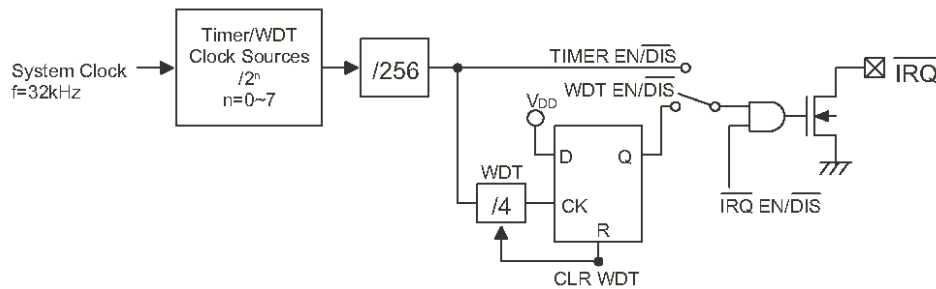 System Clock
f=32kHz
Timer/WDT
Clock Sources
/2ⁿ
n=0~7
/256
TIMER EN/DIS
WDT EN/DIS
IRQ
VDD
D
Q
WDT
/4
CK
R
IRQ EN/DIS
CLR WDT